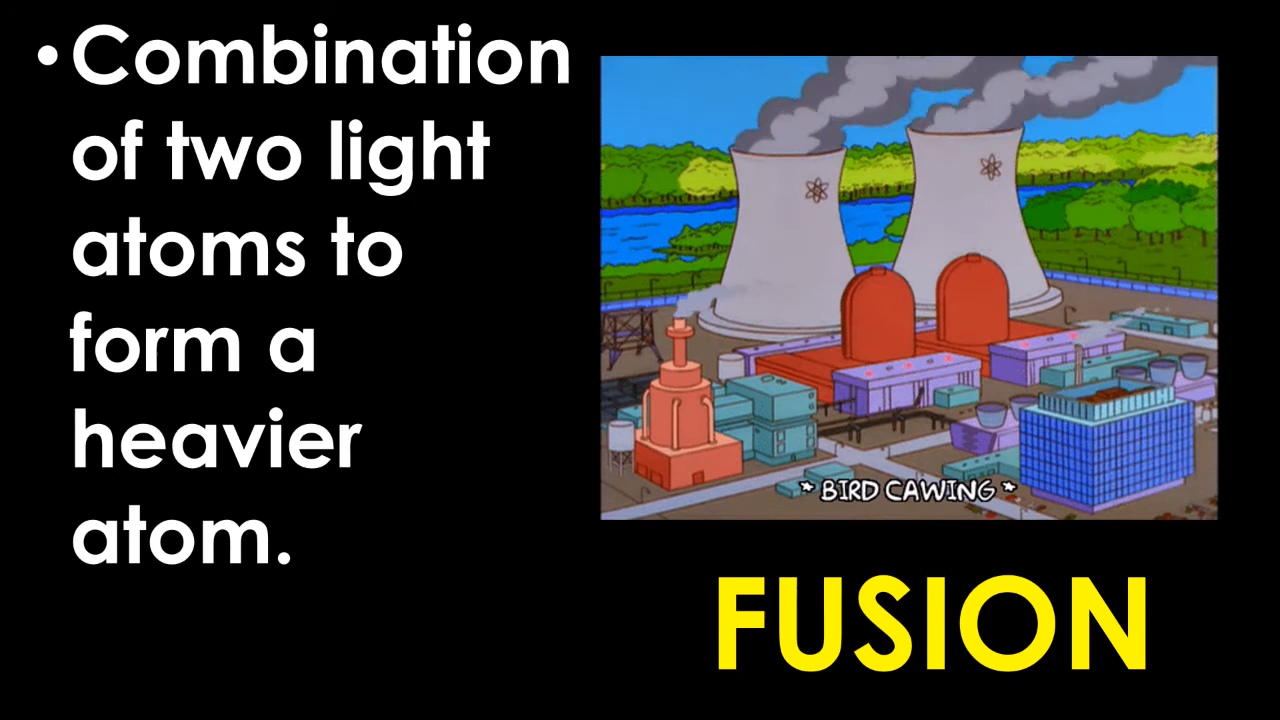 • Combination
of two light
atoms to
form a
heavier
atom.
* BIRD CAWING *
FUSION